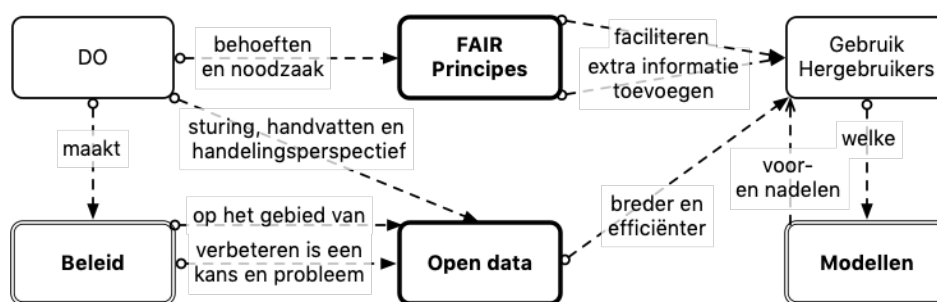 DO
behoeften
en noodzaak
FAIR
Principes
faciliteren
extra informatie
toevoegen
Gebruik
Hergebruikers
maakt
sturing, handvatten en
handelingsperspectief
welke
voor-
en nadelen
breder en
efficiënter
Beleid
op het gebied van
verbeteren is een
kans en probleem
Open data
Modellen